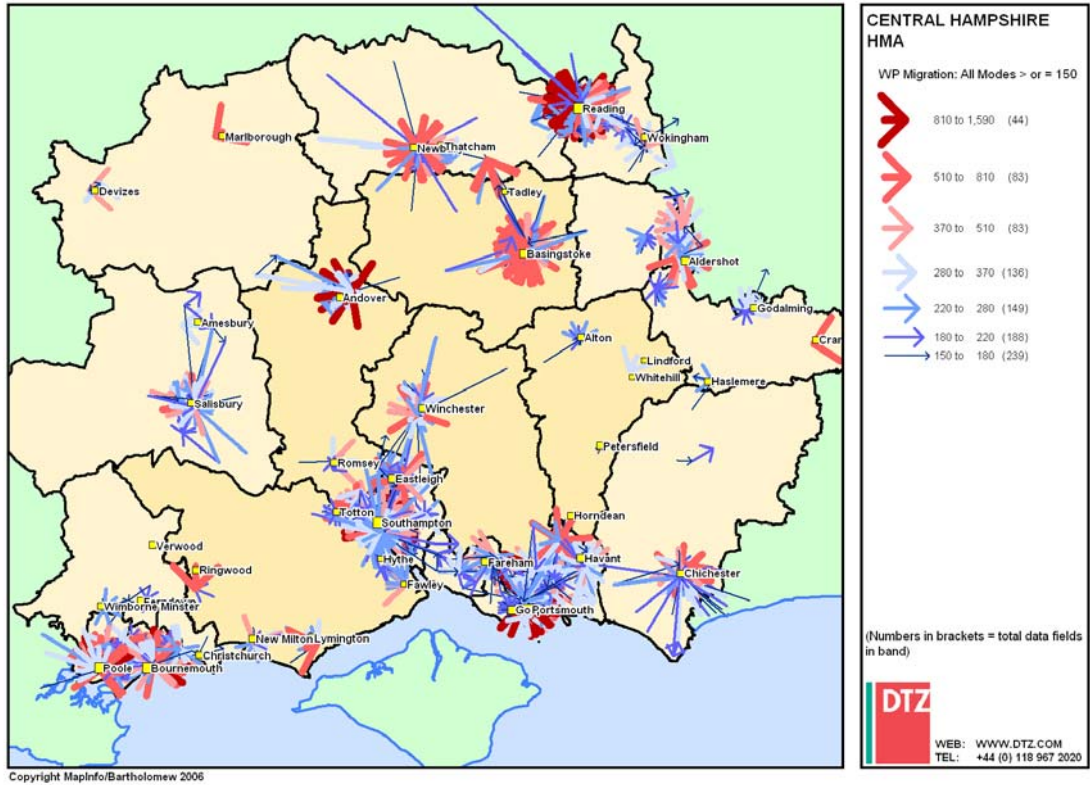 CENTRAL HAMPSHIRE
HMA
WP Migration: All Modes > or = 150
810 to 1,590 (44)
510 to 810 (83)
370 to 510 (83)
280 to 370 (136)
220 to 280 (149)
180 to 220 (188)
150 to 180 (239)
(Numbers in brackets = total data fields
in band)
DTZ
WEB: WWW.DTZ.COM
TEL: +44 (0) 118 967 2020
Reading
Marlborough
Wokingham
Thatcham
Devizes
Tadley
Basingstoke
Aldershot
Andover
Godalming
Amesbury
Alton
Cran
Lindford
Whitehill
Haslemere
Salisbury
Winchester
Petersfield
Romsey
Eastleigh
Totton
Southampton
Horndean
Verwood
Hythe
Fareham
Havant
Ringwood
Fawley
Chichester
Wimborne Minster
Go Portsmouth
New Milton Lymington
Christchurch
Poole
Bournemouth
Copyright MapInfo/Bartholomew 2006